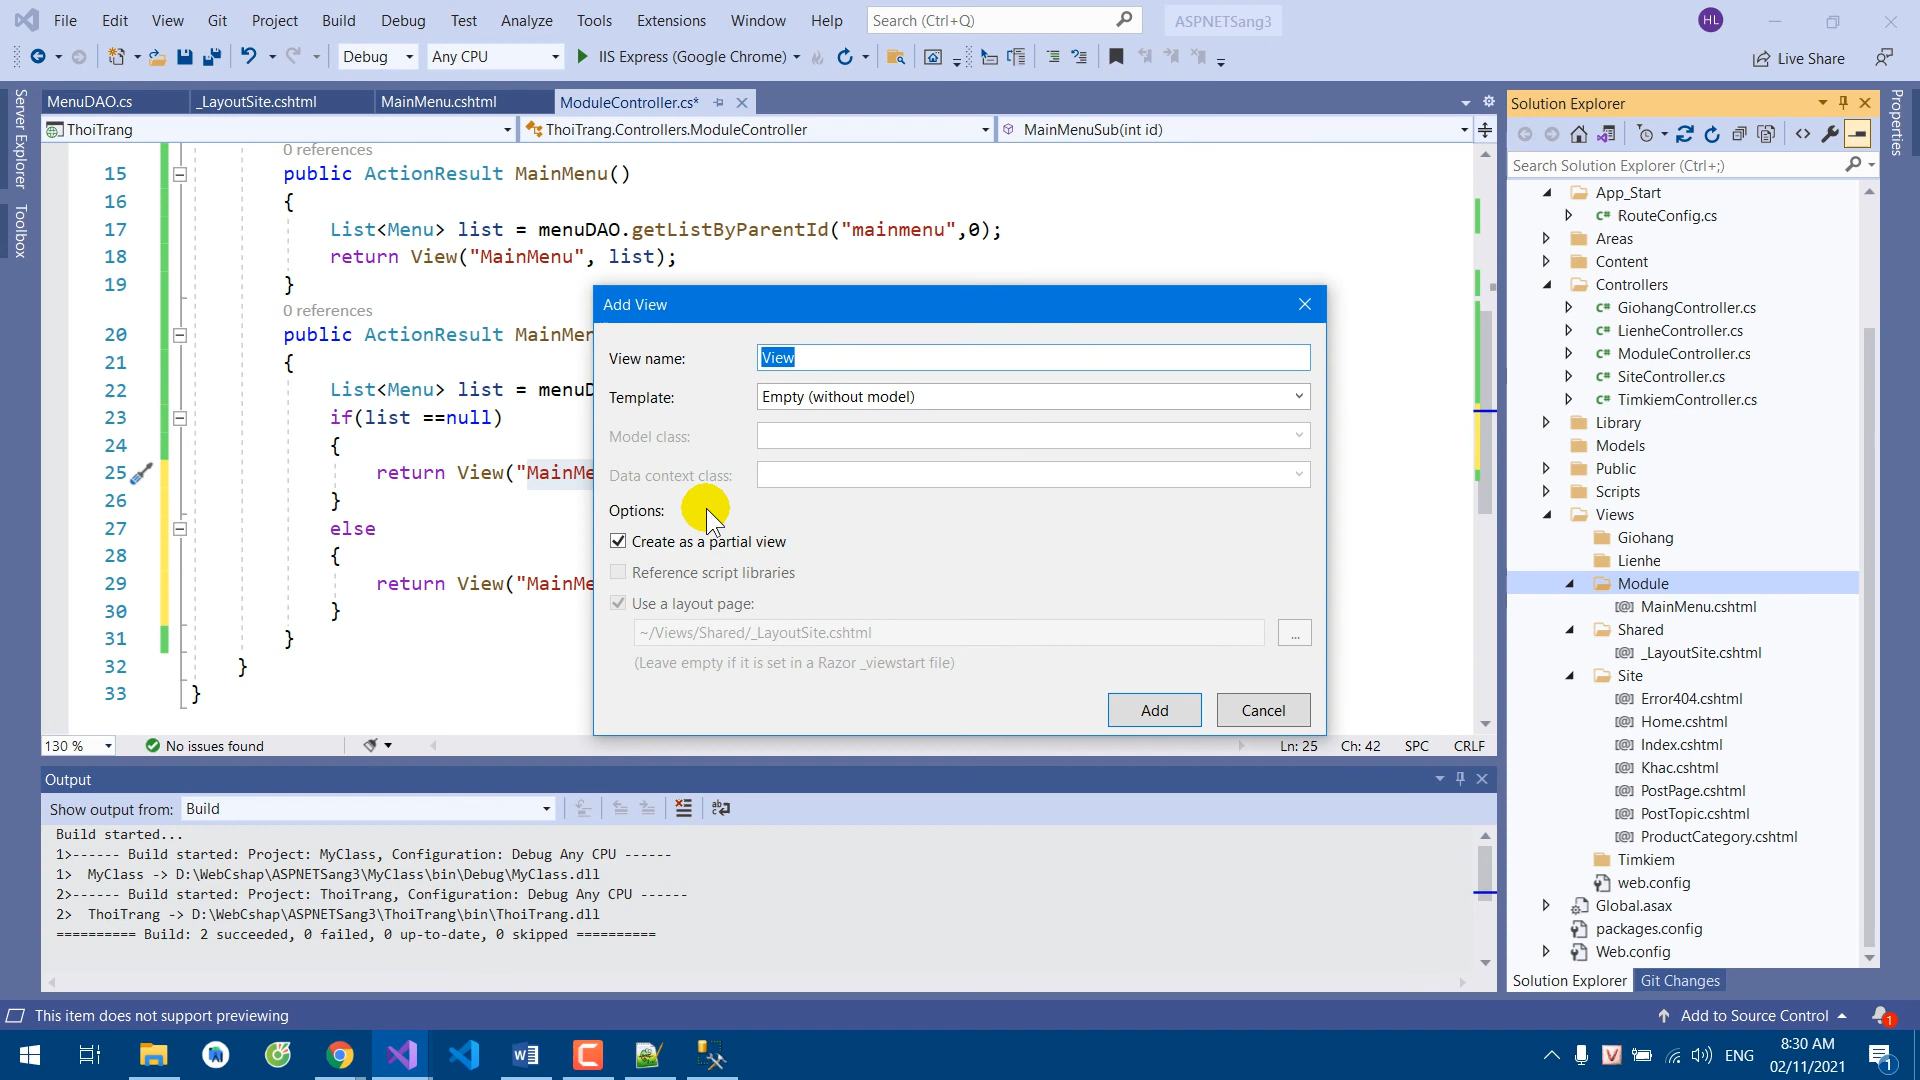 File Edit View Git Project Build Debug Test Analyze Tools Extensions Window Help Search (Ctrl+Q) ASPNETSang3 HL
Debug Any CPU IIS Express (Google Chrome) Live Share
Server Explorer
Toolbox
MenuDAO.cs _LayoutSite.cshtml MainMenu.cshtml ModuleController.cs*
ThoiTrang ThoiTrang.Controllers.ModuleController MainMenuSub(int id)
0 references
15 public ActionResult MainMenu()
16 {
17 List<Menu> list = menuDAO.getListByParentId("mainmenu",0);
18 return View("MainMenu", list);
19 }
0 references
20 public ActionResult MainMen
21 {
22 List<Menu> list = menuD
23 if(list ==null)
24 {
25 return View("MainMe
26 }
27 else
28 {
29 return View("MainMe
30 }
31 }
32 }
33 }
130 % No issues found Ln: 25 Ch: 42 SPC CRLF
Add View
View name: View
Template: Empty (without model)
Model class:
Data context class:
Options:
Create as a partial view
Reference script libraries
Use a layout page:
~/Views/Shared/_LayoutSite.cshtml ...
(Leave empty if it is set in a Razor _viewstart file)
Add Cancel
Output
Show output from: Build
Build started...
1>------ Build started: Project: MyClass, Configuration: Debug Any CPU ------
1> MyClass -> D:\WebCshap\ASPNETSang3\MyClass\bin\Debug\MyClass.dll
2>------ Build started: Project: ThoiTrang, Configuration: Debug Any CPU ------
2> ThoiTrang -> D:\WebCshap\ASPNETSang3\ThoiTrang\bin\ThoiTrang.dll
========== Build: 2 succeeded, 0 failed, 0 up-to-date, 0 skipped ==========
Solution Explorer
Search Solution Explorer (Ctrl+;)
App_Start
C# RouteConfig.cs
Areas
Content
Controllers
C# GiohangController.cs
C# LienheController.cs
C# ModuleController.cs
C# SiteController.cs
C# TimkiemController.cs
Library
Models
Public
Scripts
Views
Giohang
Lienhe
Module
[@] MainMenu.cshtml
Shared
[@] _LayoutSite.cshtml
Site
[@] Error404.cshtml
[@] Home.cshtml
[@] Index.cshtml
[@] Khac.cshtml
[@] PostPage.cshtml
[@] PostTopic.cshtml
[@] ProductCategory.cshtml
Timkiem
web.config
Global.asax
packages.config
Web.config
Solution Explorer Git Changes
Properties
This item does not support previewing Add to Source Control 1
ENG 8:30 AM
02/11/2021 1